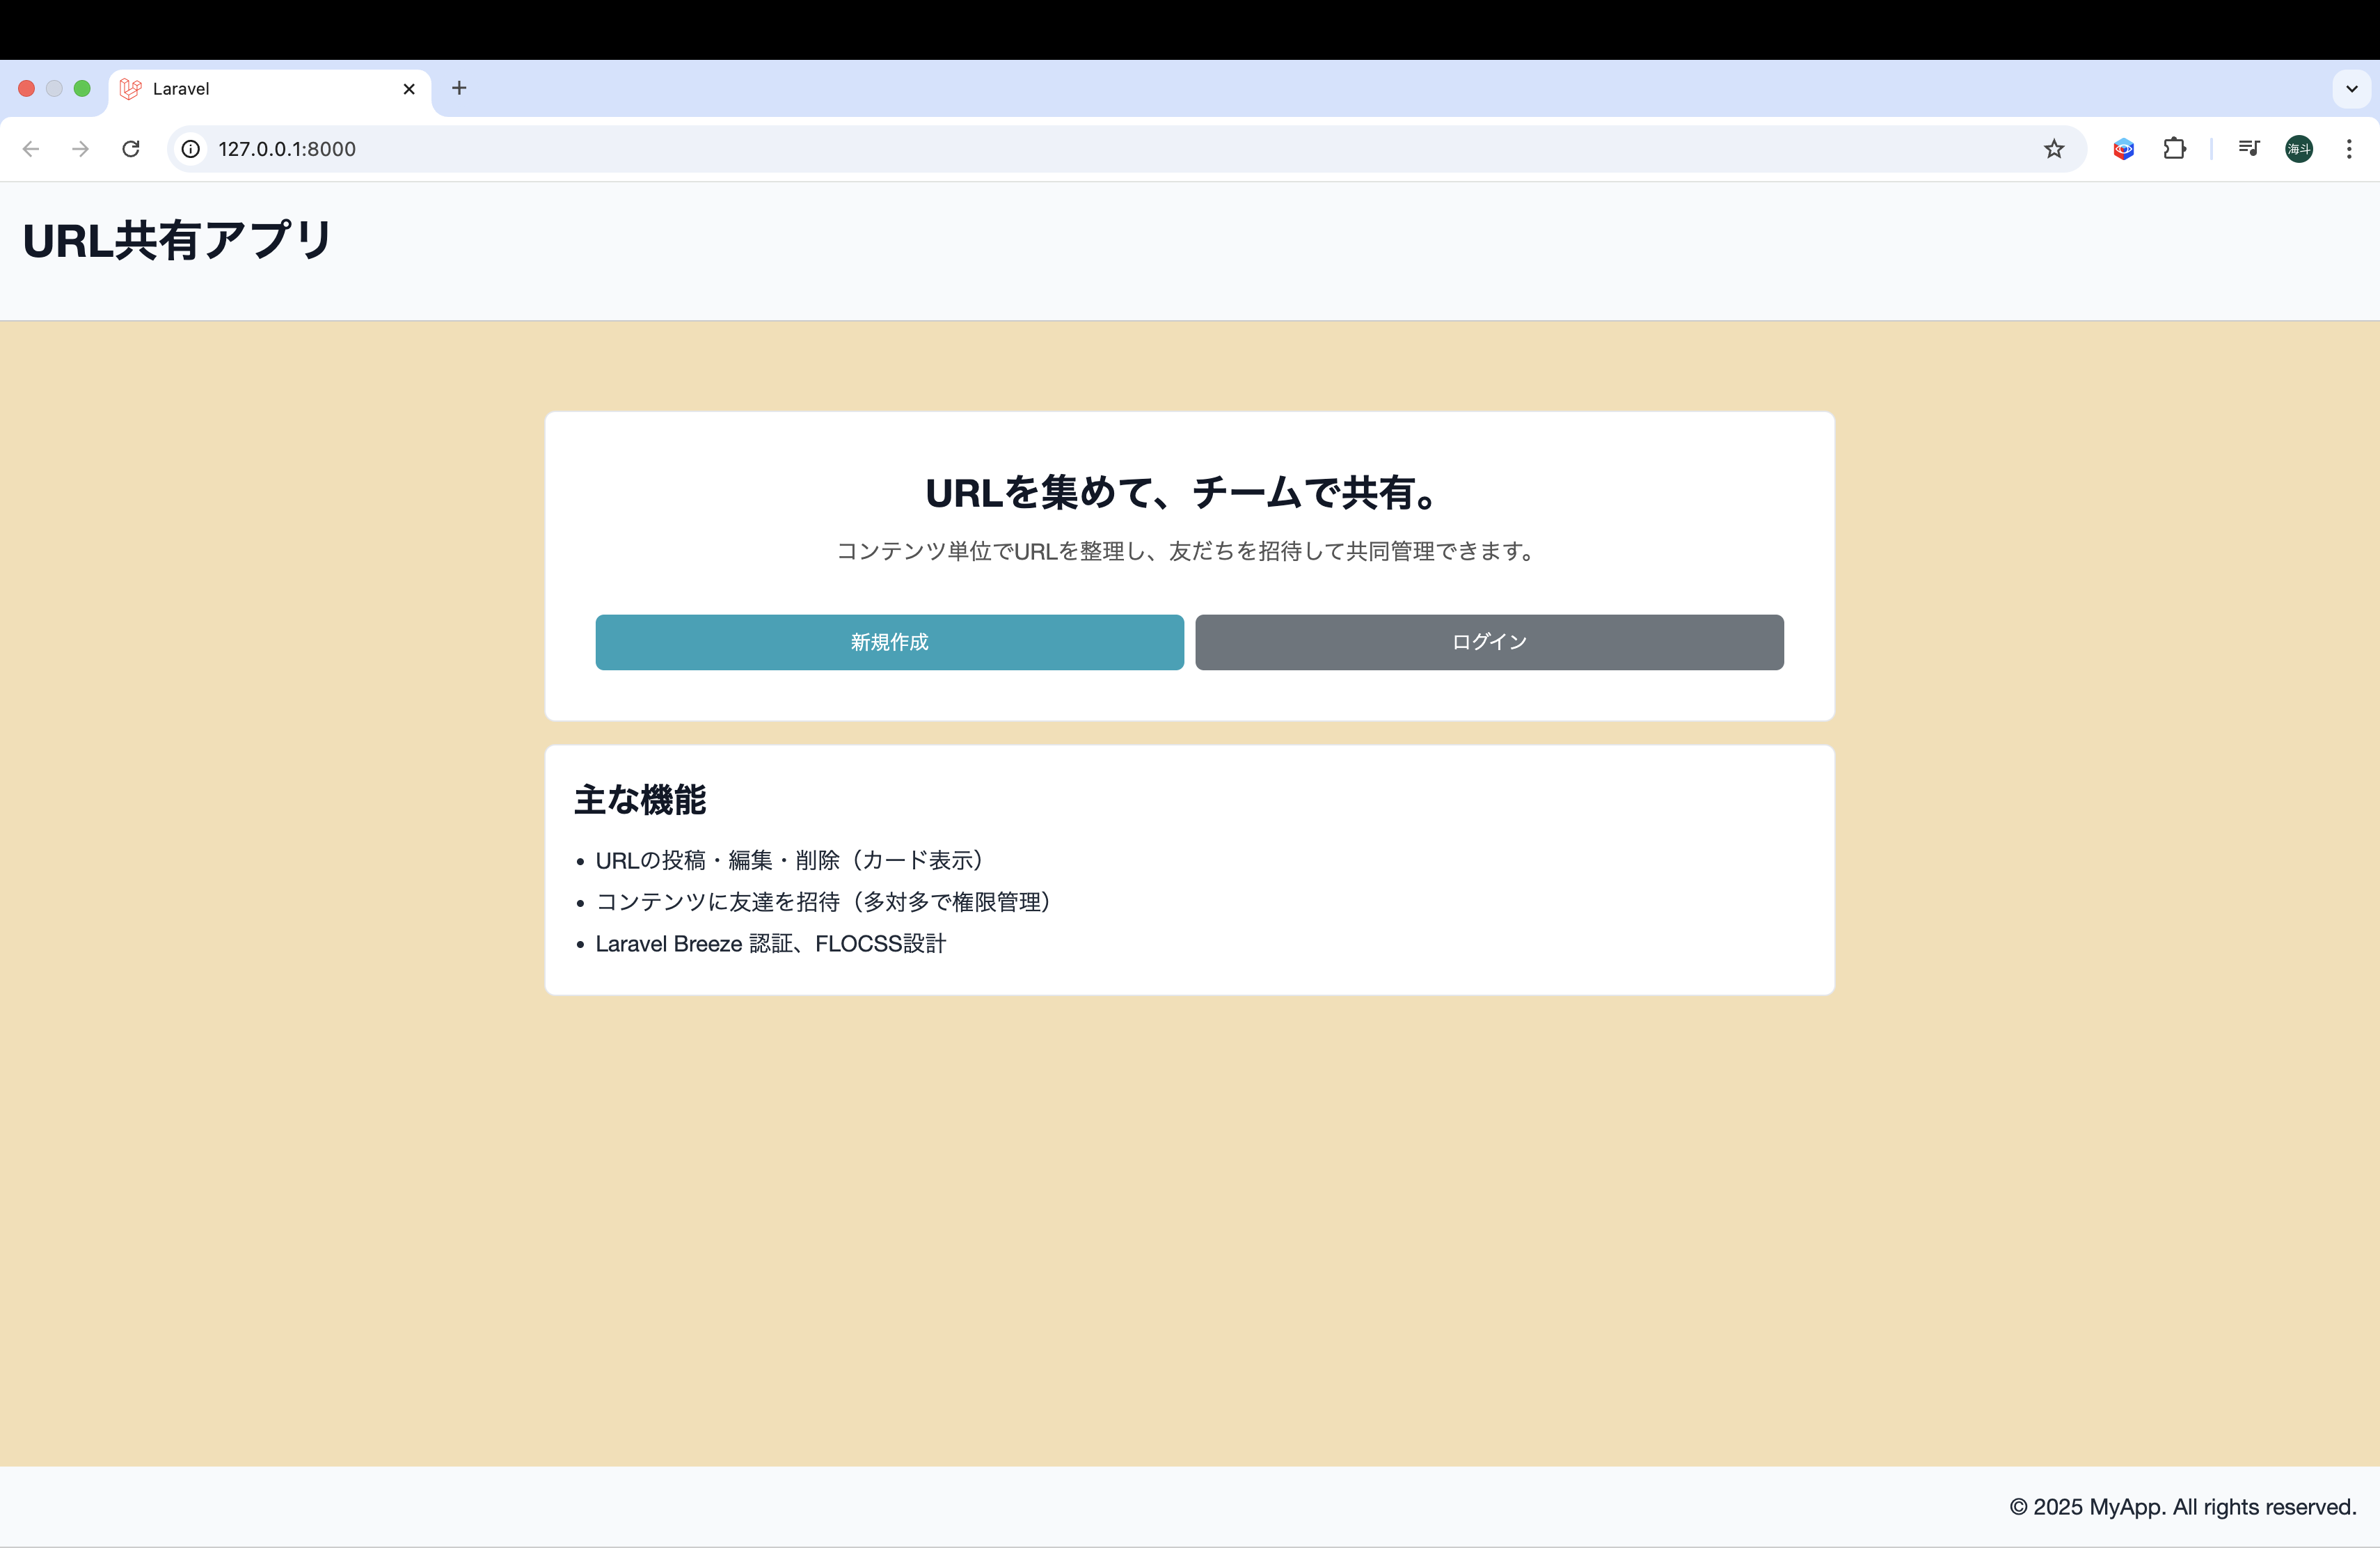 Laravel
127.0.0.1:8000
海斗
URL共有アプリ
URLを集めて、チームで共有。
コンテンツ単位でURLを整理し、友だちを招待して共同管理できます。
新規作成
ログイン
主な機能
• URLの投稿・編集・削除（カード表示）
• コンテンツに友達を招待（多対多で権限管理）
• Laravel Breeze 認証、FLOCSS設計
© 2025 MyApp. All rights reserved.